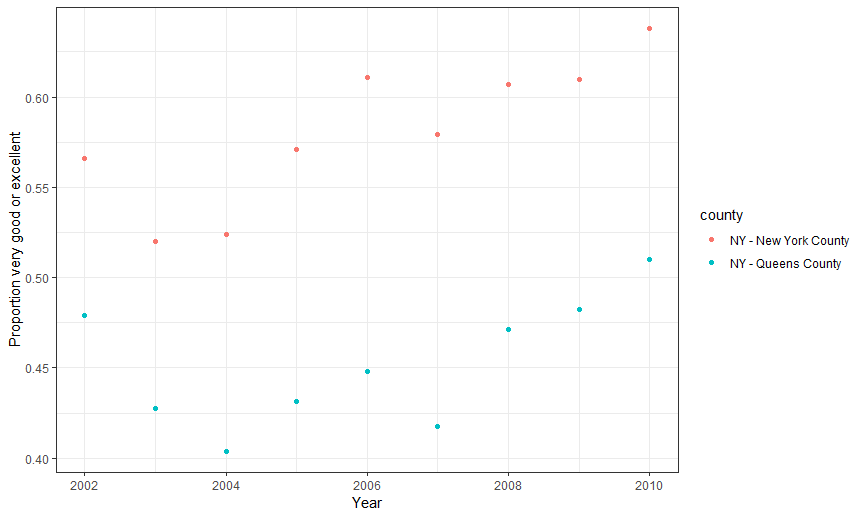 0.60
0.55
0.50
0.45
0.40
Proportion very good or excellent
2002 2004 2006 2008 2010
Year
county
NY - New York County
NY - Queens County